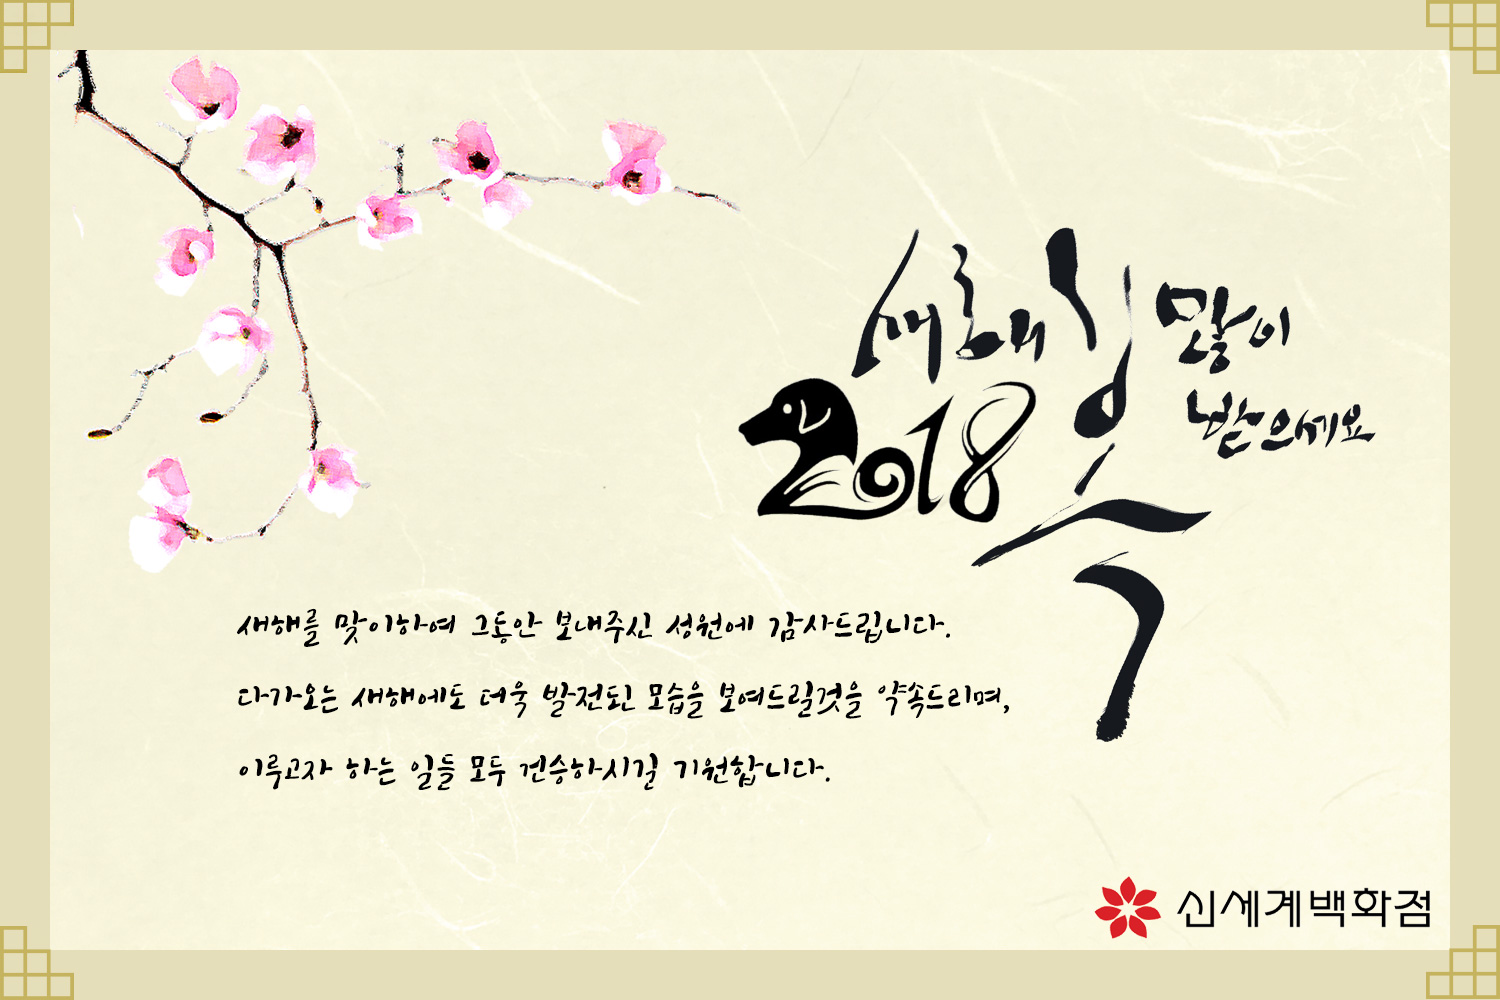 새해 복 많이
받으세요
2018
새해를 맞이하여 그동안 보내주신 성원에 감사드립니다.
다가오는 새해에도 더욱 발전된 모습을 보여드릴것을 약속드리며,
이루고자 하는 일들 모두 건승하시길 기원합니다.
신세계백화점